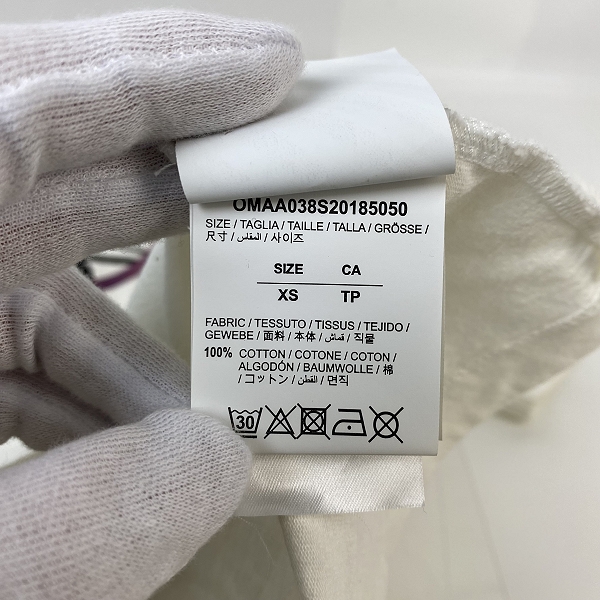 OMAA038S20185050
SIZE / TAGLIA / TAILLE / TALLA / GRÖSSE /
尺寸 / المقاس / 사이즈
SIZE CA
XS TP
FABRIC / TESSUTO / TISSUS / TEJIDO /
GEWEBE / 面料 / 本体 / قماش / 직물
100% COTTON / COTONE / COTON /
ALGODÓN / BAUMWOLLE / 棉
/ コットン / القطن / 면직
30